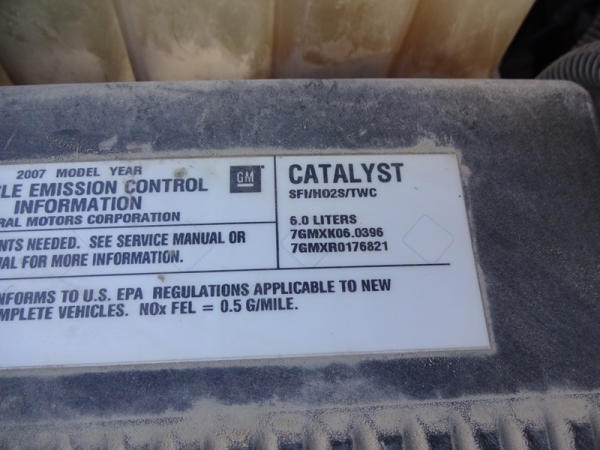 2007 MODEL YEAR
CLE EMISSION CONTROL
INFORMATION
RAL MOTORS CORPORATION
GM
CATALYST
SFI/HO2S/TWC
6.0 LITERS
7GMXK06.0396
7GMXR0176821
NTS NEEDED. SEE SERVICE MANUAL OR
AL FOR MORE INFORMATION.
NFORMS TO U.S. EPA REGULATIONS APPLICABLE TO NEW
MPLETE VEHICLES. NOx FEL = 0.5 G/MILE.